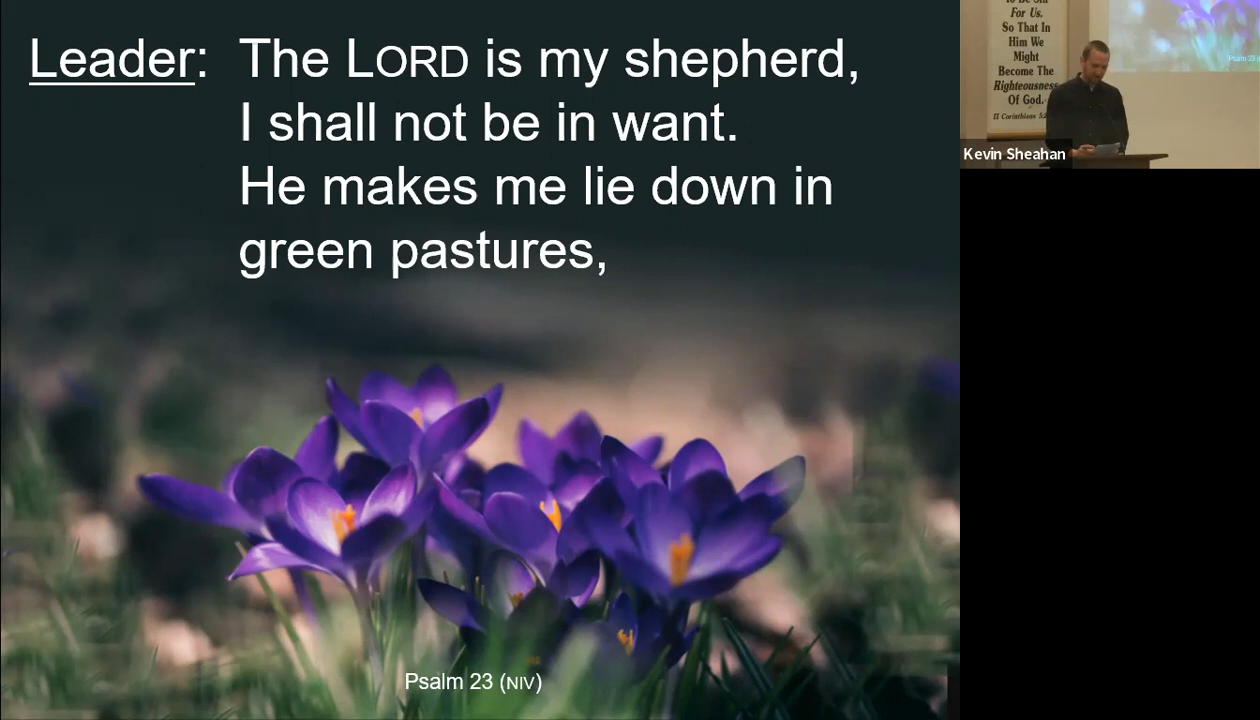 Leader: The LORD is my shepherd,
I shall not be in want.
He makes me lie down in
green pastures,
Psalm 23 (NIV)
For Us.
So That In
Him We
Might
Become The
Righteousness
Of God.
II Corinthians
Kevin Sheahan
Psalm 23